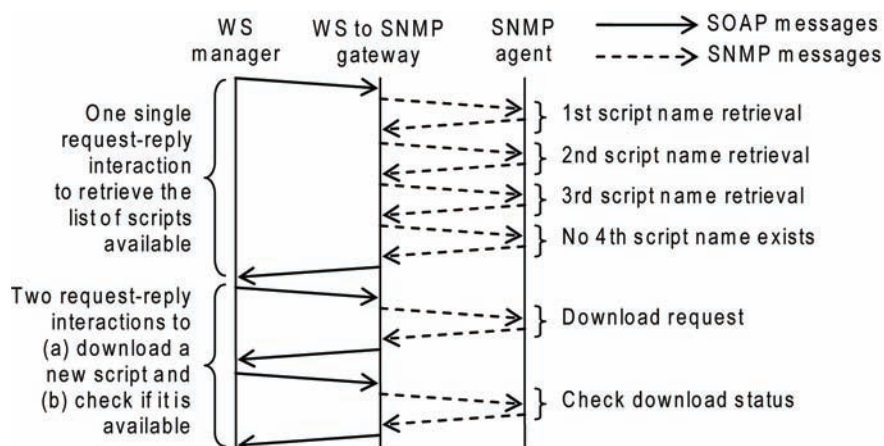 WS manager
WS to SNMP gateway
SNMP agent
SOAP messages
SNMP messages
One single
request-reply
interaction
to retrieve the
list of scripts
available
1st script name retrieval
2nd script name retrieval
3rd script name retrieval
No 4th script name exists
Two request-reply
interactions to
(a) download a
new script and
(b) check if it is
available
Download request
Check download status